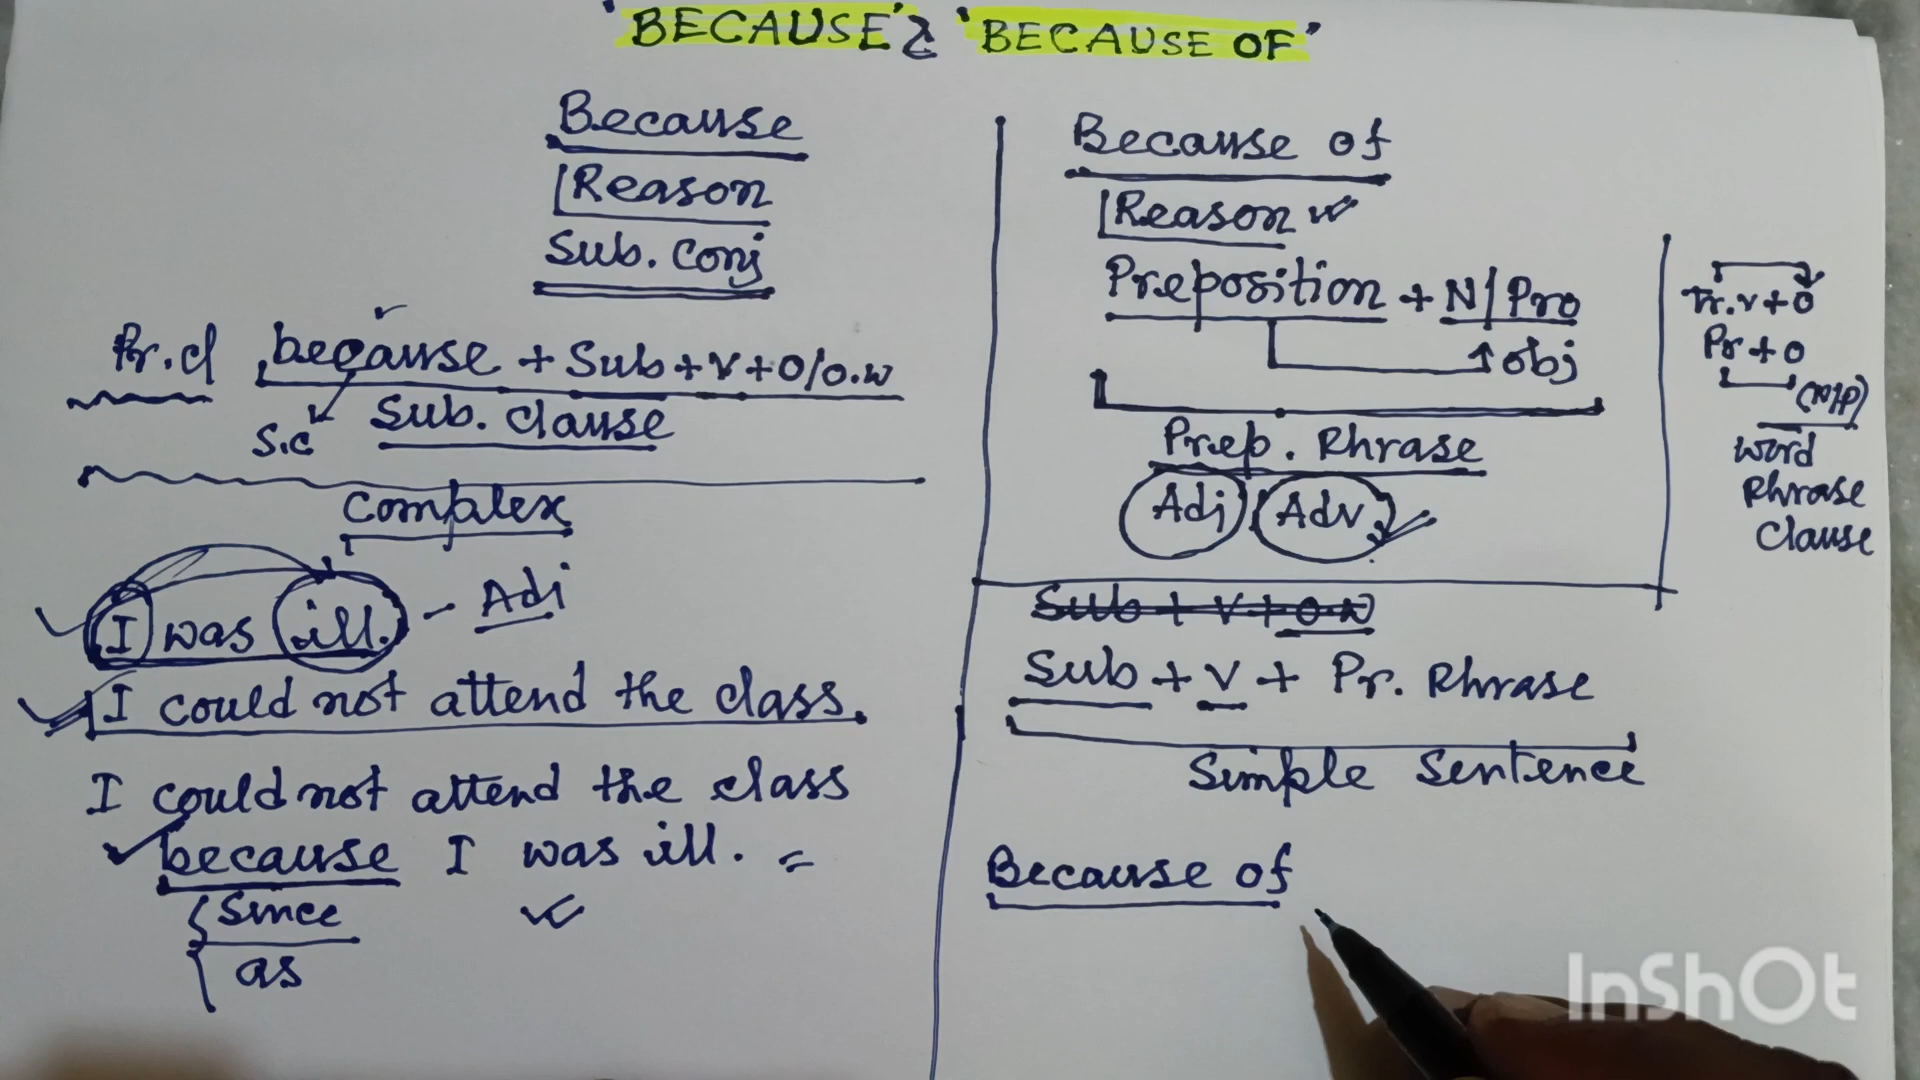 'BECAUSE' & 'BECAUSE OF'
Because
Reason
Sub. Conj
Pr. cl because + Sub + V + O/O.W
S.C Sub. Clause
Complex
I was ill. - Adj
I could not attend the class.
I could not attend the class
because I was ill. =
Since
as
Because of
Reason
Preposition + N/Pro
obj
Prep. Phrase
Adj Adv
Tr.V + O
Pr + O
(N/P)
Word
Phrase
Clause
Sub + V + O.W
Sub + V + Pr. Phrase
Simple Sentence
Because of
InShOt